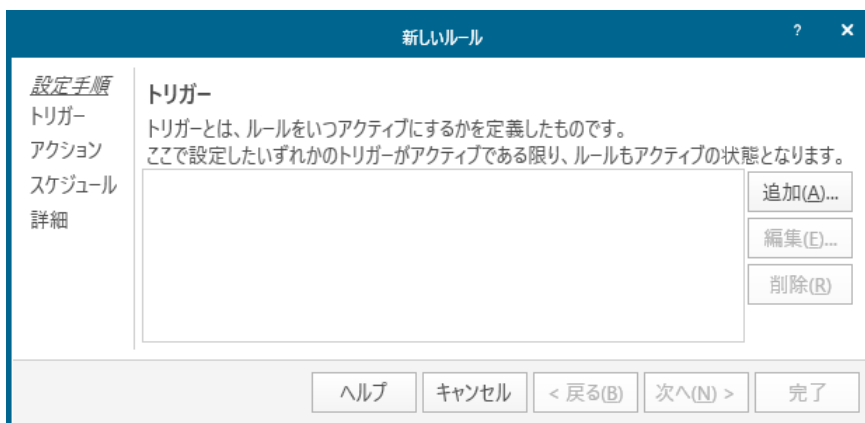 新しいルール
?
×
設定手順
トリガー
アクション
スケジュール
詳細
トリガー
トリガーとは、ルールをいつアクティブにするかを定義したものです。
ここで設定したいずれかのトリガーがアクティブである限り、ルールもアクティブの状態となります。
追加(A)...
編集(E)...
削除(R)
ヘルプ
キャンセル
< 戻る(B)
次へ(N) >
完了